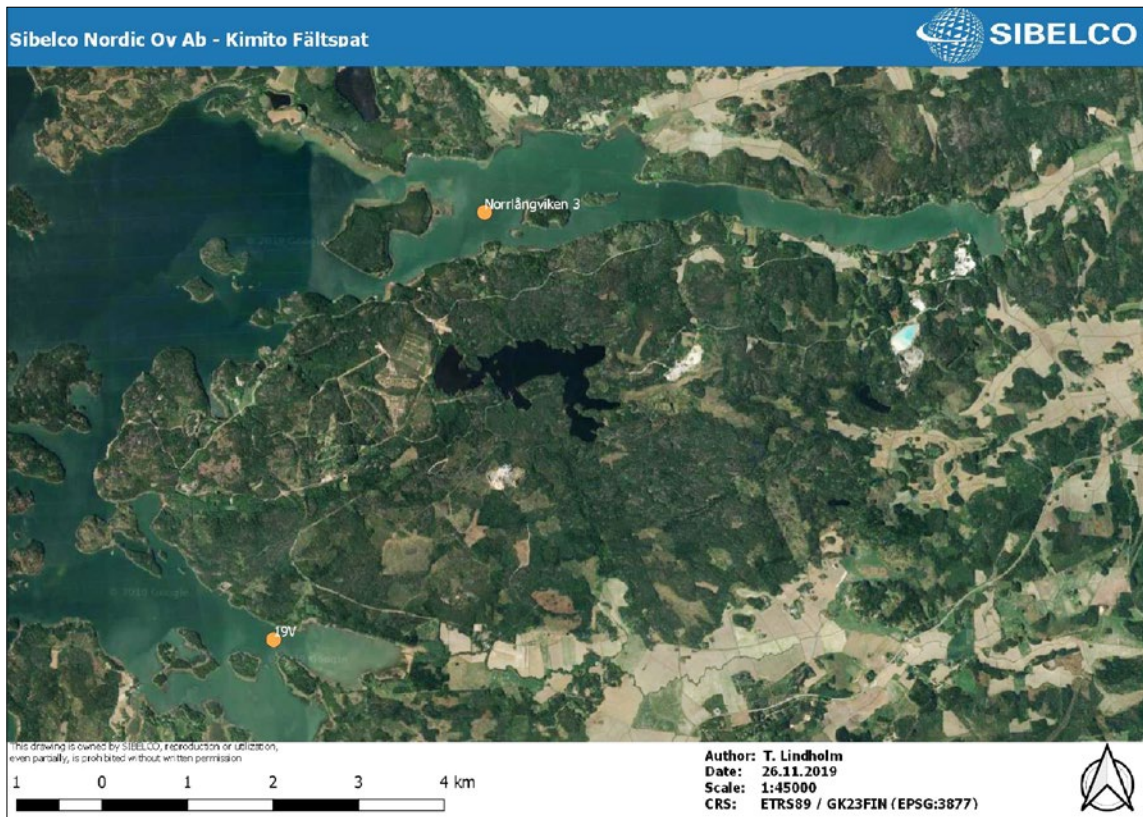 Sibelco Nordic Oy Ab - Kimito Fältspat
SIBELCO
Norrlångviken 3
19V
© 2019 Google
This drawing is owned by SIBELCO, reproduction or utilization,
even partially, is prohibited without written permission
1 0 1 2 3 4 km
Author: T. Lindholm
Date: 26.11.2019
Scale: 1:45000
CRS: ETRS89 / GK23FIN (EPSG:3877)